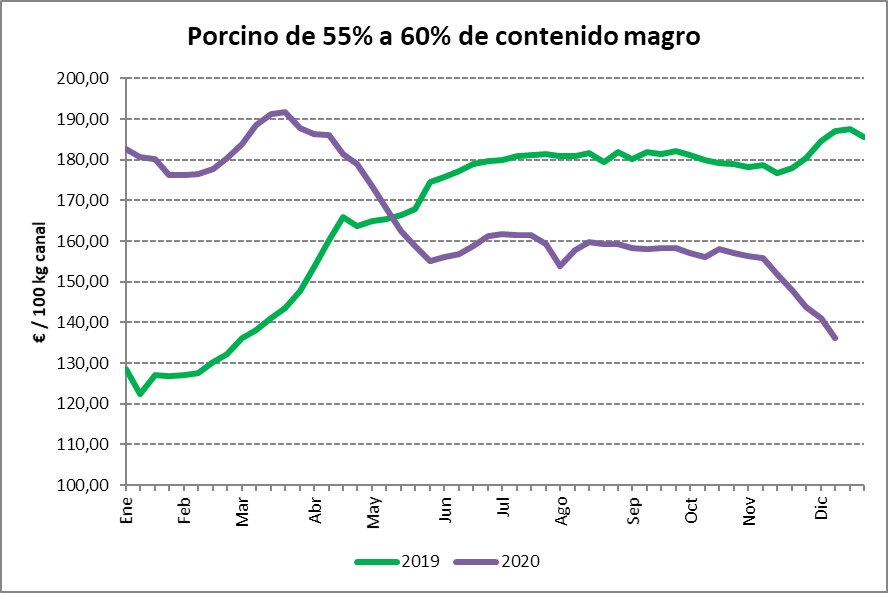 Porcino de 55% a 60% de contenido magro
€ / 100 kg canal
200,00
190,00
180,00
170,00
160,00
150,00
140,00
130,00
120,00
110,00
100,00
Ene
Feb
Mar
Abr
May
Jun
Jul
Ago
Sep
Oct
Nov
Dic
2019
2020